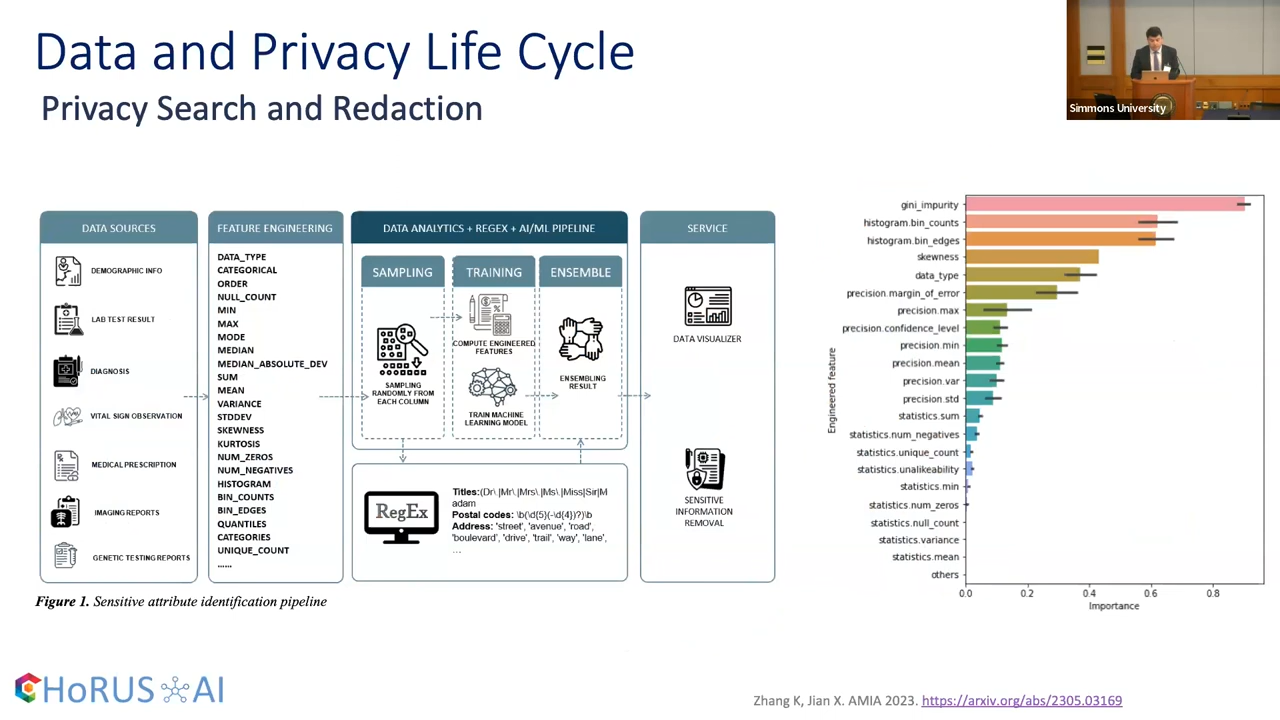 Data and Privacy Life Cycle
Privacy Search and Redaction
Simmons University
DATA SOURCES
DEMOGRAPHIC INFO
LAB TEST RESULT
DIAGNOSIS
VITAL SIGN OBSERVATION
MEDICAL PRESCRIPTION
IMAGING REPORTS
GENETIC TESTING REPORTS
FEATURE ENGINEERING
DATA_TYPE
CATEGORICAL
ORDER
NULL_COUNT
MIN
MAX
MODE
MEDIAN
MEDIAN_ABSOLUTE_DEV
SUM
MEAN
VARIANCE
STDDEV
SKEWNESS
KURTOSIS
NUM_ZEROS
NUM_NEGATIVES
HISTOGRAM
BIN_COUNTS
BIN_EDGES
QUANTILES
CATEGORIES
UNIQUE_COUNT
......
DATA ANALYTICS + REGEX + AI/ML PIPELINE
SAMPLING
SAMPLING
RANDOMLY FROM
EACH COLUMN
TRAINING
COMPUTE ENGINEERED
FEATURES
TRAIN MACHINE
LEARNING MODEL
ENSEMBLE
ENSEMBLING
RESULT
RegEx
Titles:(Dr\.|Mr\.|Mrs\.|Ms\.|Miss|Sir|M
adam
Postal codes: \b(\d{5}(-\d{4})?)\b
Address: 'street', 'avenue', 'road',
'boulevard', 'drive', 'trail', 'way', 'lane',
...
SERVICE
DATA VISUALIZER
SENSITIVE
INFORMATION
REMOVAL
Figure 1. Sensitive attribute identification pipeline
Engineered feature
gini_impurity
histogram.bin_counts
histogram.bin_edges
skewness
data_type
precision.margin_of_error
precision.max
precision.confidence_level
precision.min
precision.mean
precision.var
precision.std
statistics.sum
statistics.num_negatives
statistics.unique_count
statistics.unalikeability
statistics.min
statistics.num_zeros
statistics.null_count
statistics.variance
statistics.mean
others
0.0 0.2 0.4 0.6 0.8
Importance
CHoRUS AI
Zhang K, Jian X. AMIA 2023. https://arxiv.org/abs/2305.03169